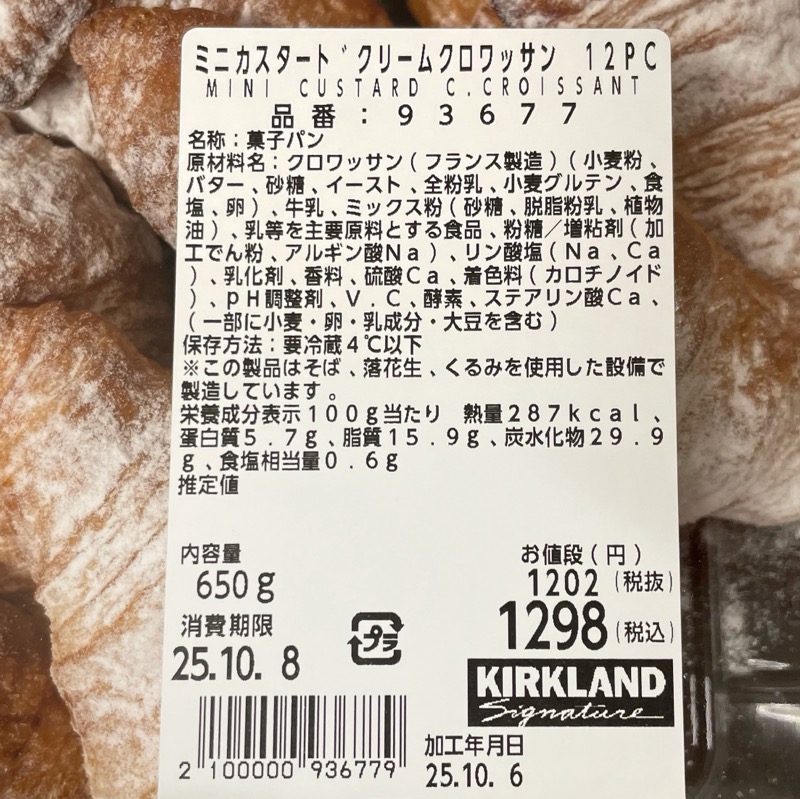 ミニカスタード゛クリームクロワッサン 12PC
MINI CUSTARD C.CROISSANT
品番:93677
名称:菓子パン
原材料名:クロワッサン(フランス製造)(小麦粉、
バター、砂糖、イースト、全粉乳、小麦グルテン、食
塩、卵)、牛乳、ミックス粉(砂糖、脱脂粉乳、植物
油)、乳等を主要原料とする食品、粉糖/増粘剤(加
工でん粉、アルギン酸Na)、リン酸塩(Na、Ca
)、乳化剤、香料、硫酸Ca、着色料(カロチノイド
)、pH調整剤、V.C、酵素、ステアリン酸Ca、
(一部に小麦・卵・乳成分・大豆を含む)
保存方法:要冷蔵4℃以下
※この製品はそば、落花生、くるみを使用した設備で
製造しています。
栄養成分表示100g当たり 熱量287kcal、
蛋白質5.7g、脂質15.9g、炭水化物29.9
g、食塩相当量0.6g
推定値
内容量
650g
お値段(円)
1202(税抜)
1298(税込)
消費期限
25.10.8
プラ
KIRKLAND
Signature
2 100000 936779
加工年月日
25.10.6